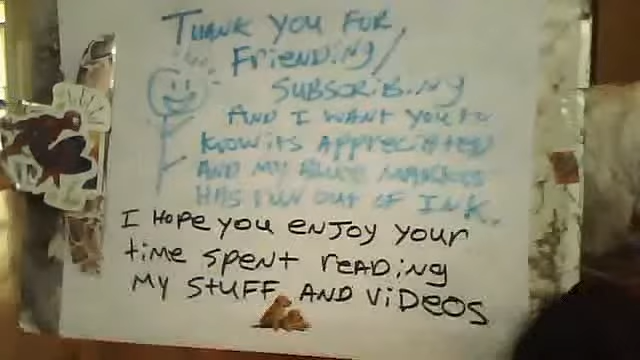 THANK YOU FOR
FRiENDiNg/
SUBSCRiBiNg
AND I WANT YOU to
KNOW iTS APPRECiATED
AND MY BLUE MARKER
HAS RUN OUT OF INK.
I HOPE you ENJOY YOUR
time spent reADiNg
MY STUFF AND ViDEOS